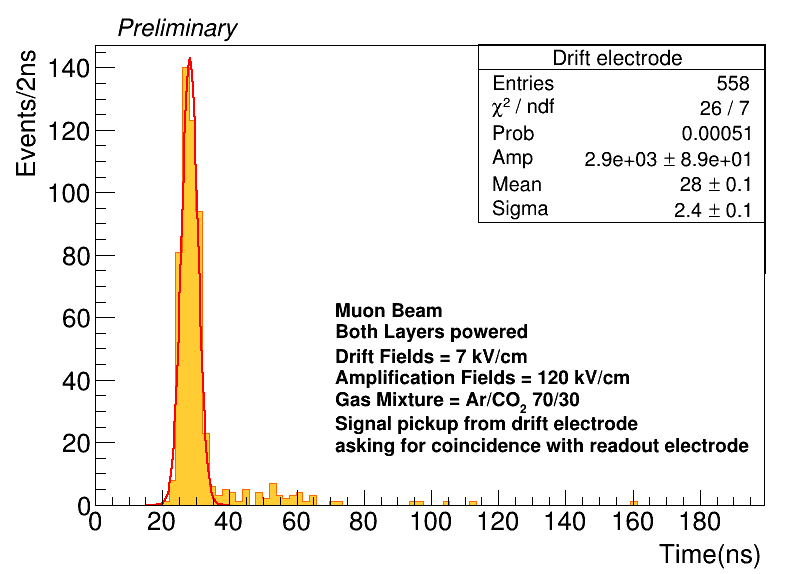 Preliminary
Events/2ns
140
120
100
80
60
40
20
0
0 20 40 60 80 100 120 140 160 180
Time(ns)
Drift electrode
Entries 558
χ² / ndf 26 / 7
Prob 0.00051
Amp 2.9e+03 ± 8.9e+01
Mean 28 ± 0.1
Sigma 2.4 ± 0.1
Muon Beam
Both Layers powered
Drift Fields = 7 kV/cm
Amplification Fields = 120 kV/cm
Gas Mixture = Ar/CO₂ 70/30
Signal pickup from drift electrode
asking for coincidence with readout electrode